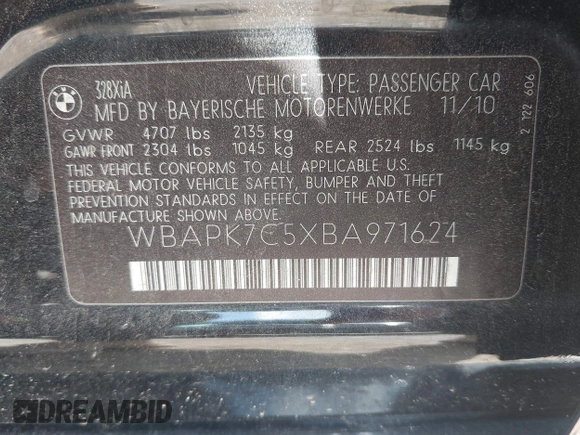 BMW
328XiA
VEHICLE TYPE: PASSENGER CAR
MFD BY BAYERISCHE MOTORENWERKE 11/10
GVWR 4707 lbs 2135 kg
GAWR FRONT 2304 lbs 1045 kg REAR 2524 lbs 1145 kg
THIS VEHICLE CONFORMS TO ALL APPLICABLE U.S.
FEDERAL MOTOR VEHICLE SAFETY, BUMPER AND THEFT
PREVENTION STANDARDS IN EFFECT ON THE DATE OF
MANUFACTURE SHOWN ABOVE.
WBAPK7C5XBA971624
2 122 606
DREAMBID